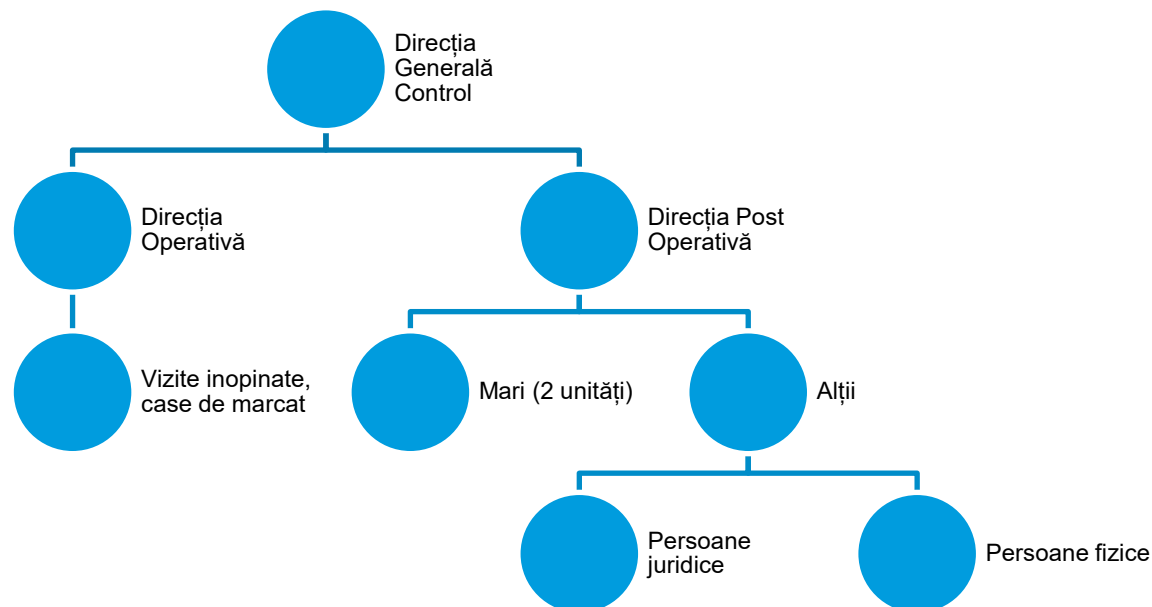 Direcția
Generală
Control
Direcția
Operativă
Direcția Post
Operativă
Vizite inopinate,
case de marcat
Mari (2 unități)
Alții
Persoane
juridice
Persoane fizice